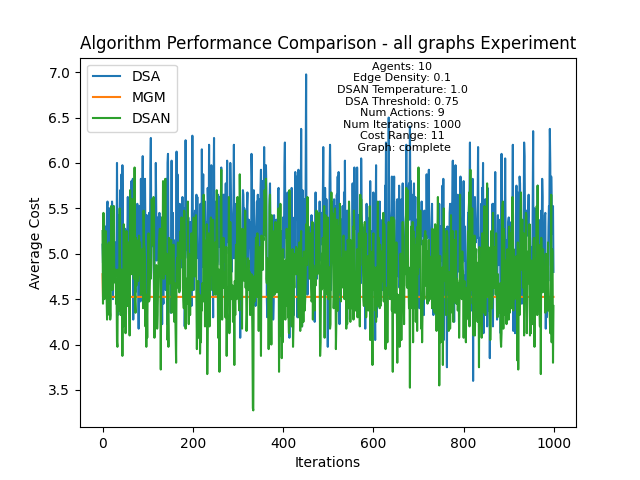 Algorithm Performance Comparison - all graphs Experiment
DSA
MGM
DSAN
Agents: 10
Edge Density: 0.1
DSAN Temperature: 1.0
DSA Threshold: 0.75
Num Actions: 9
Num Iterations: 1000
Cost Range: 11
Graph: complete
Average Cost
7.0
6.5
6.0
5.5
5.0
4.5
4.0
3.5
0 200 400 600 800 1000
Iterations